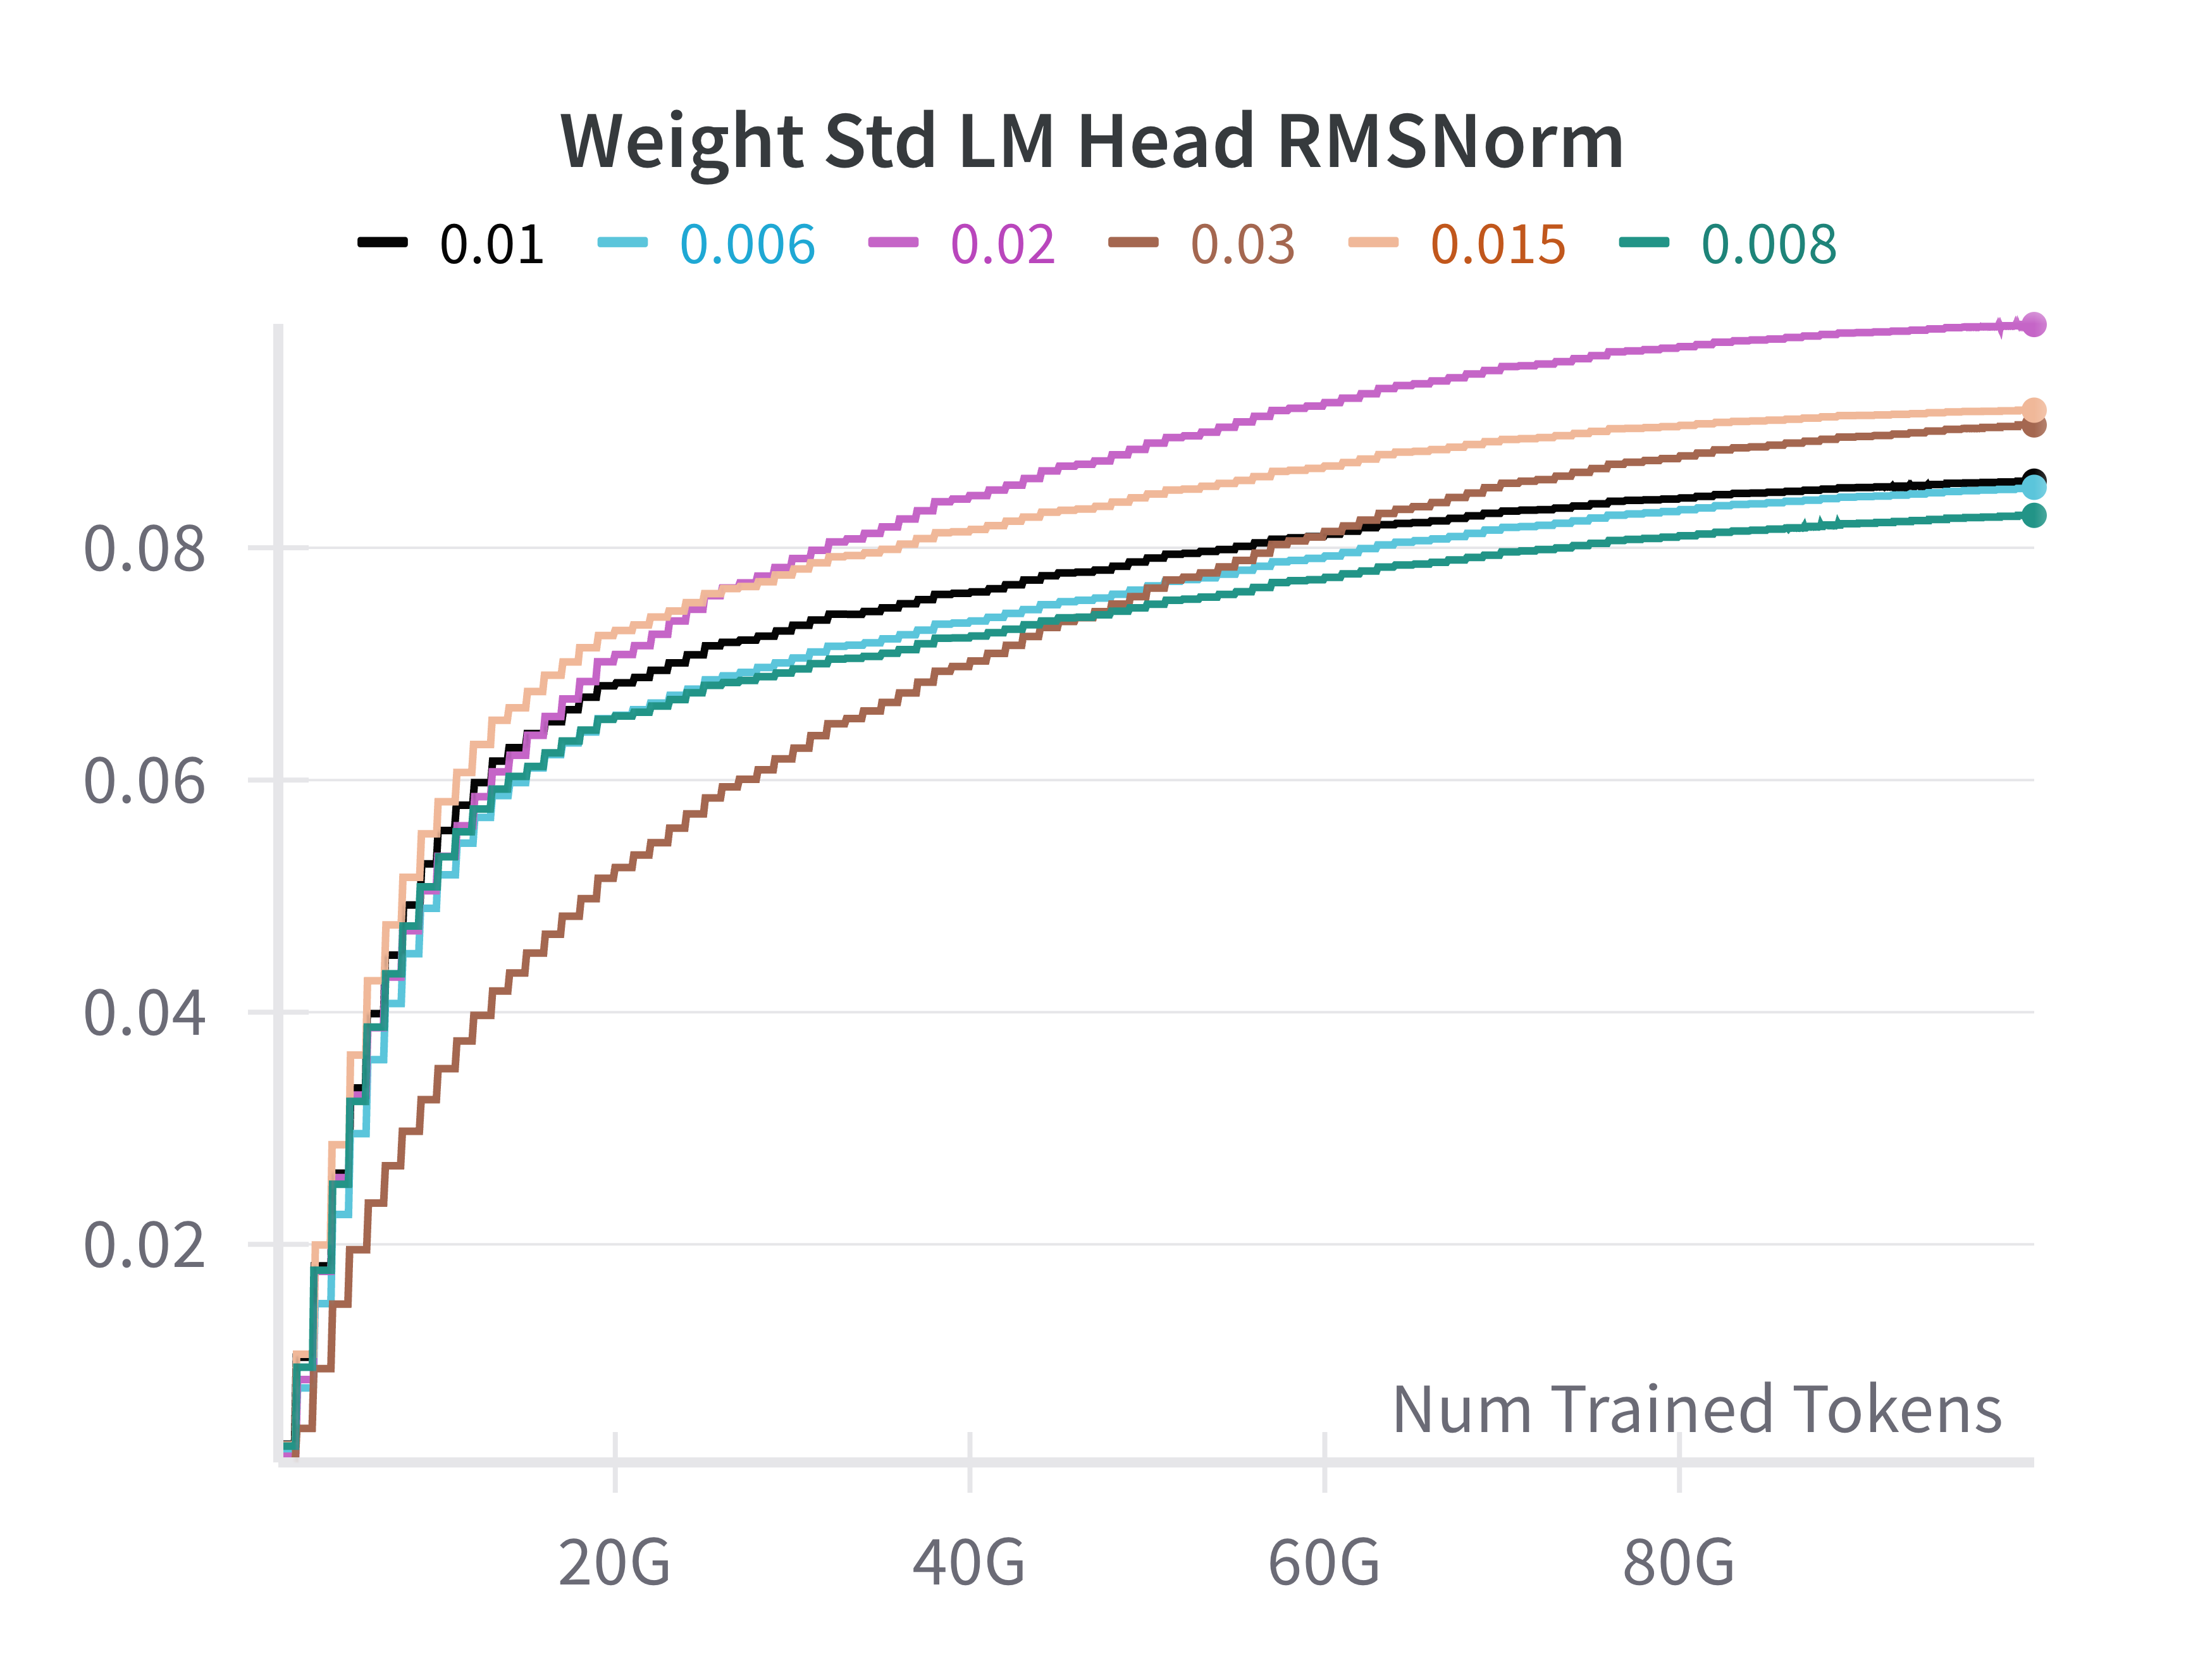 Weight Std LM Head RMSNorm
0.01 0.006 0.02 0.03 0.015 0.008
0.08
0.06
0.04
0.02
Num Trained Tokens
20G 40G 60G 80G